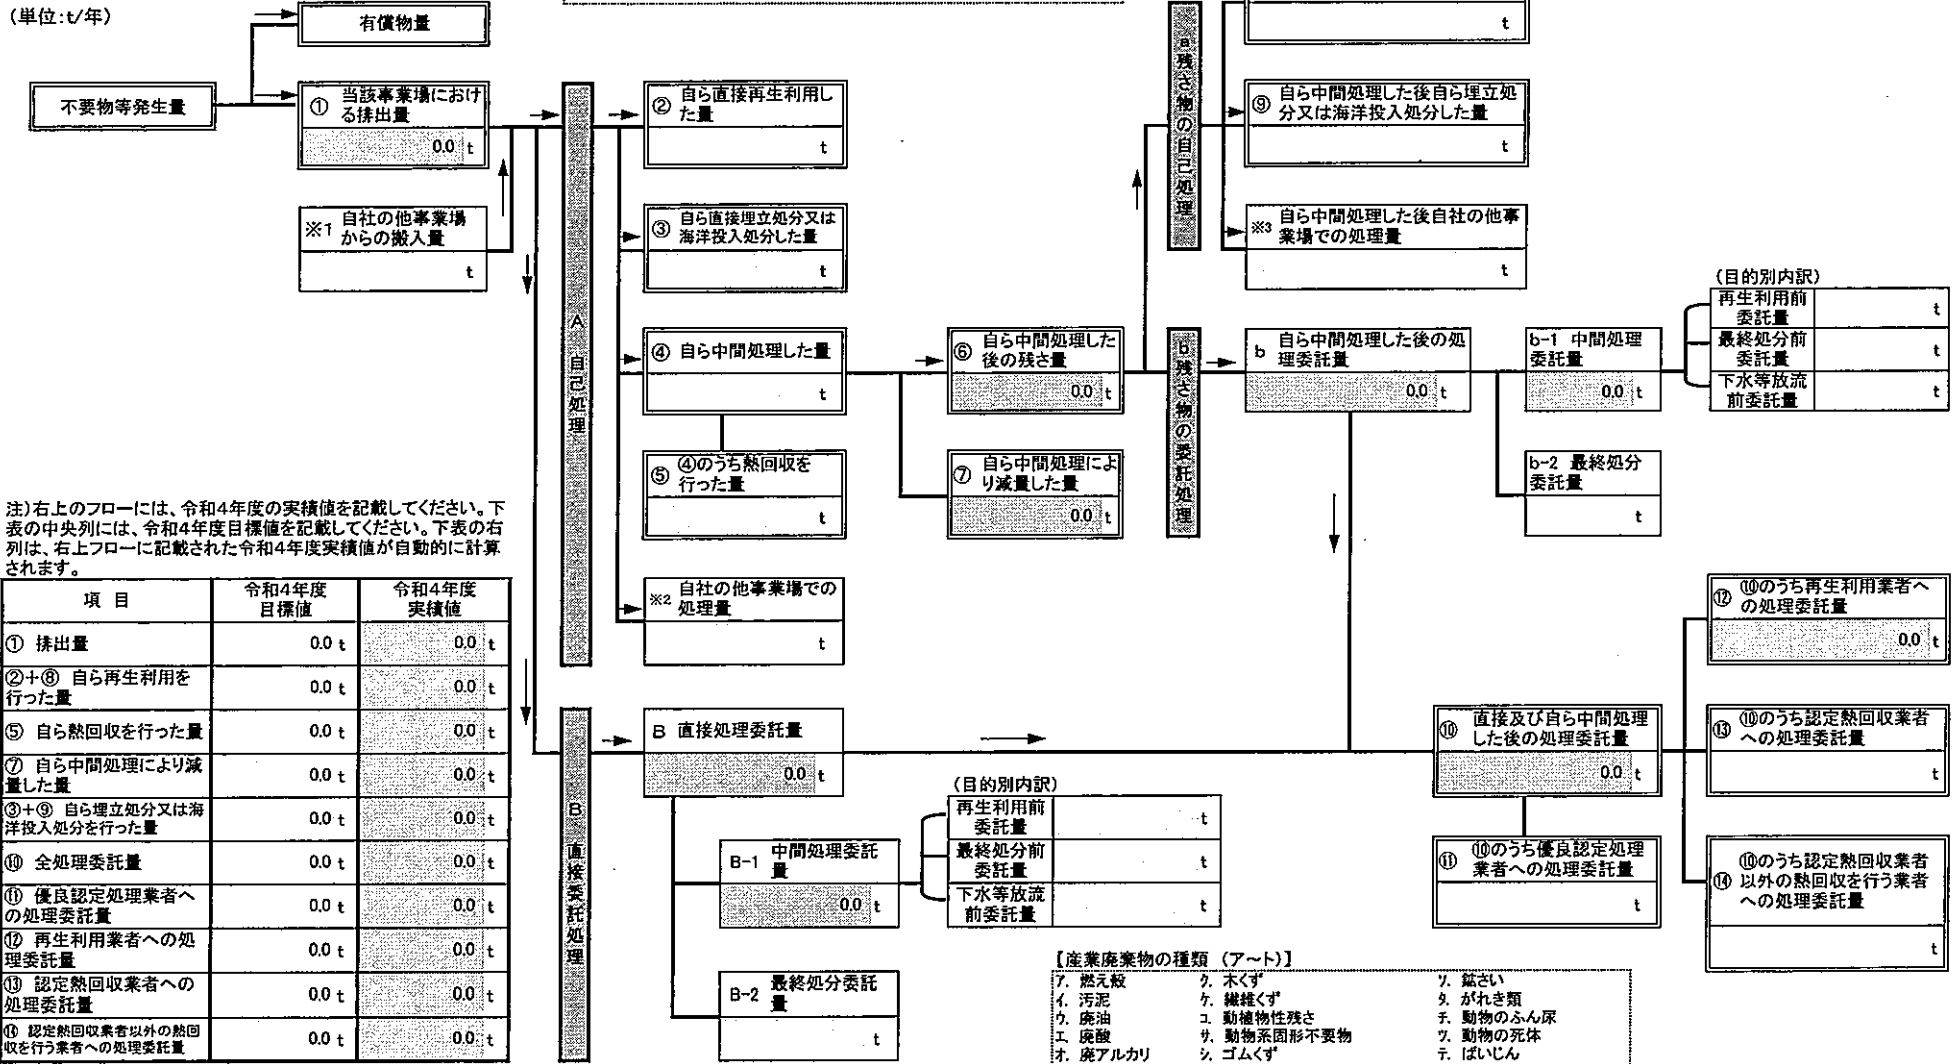 (単位:t/年)
有償物量
不要物等発生量
① 当該事業場におけ
る排出量
0.0 t
※1 自社の他事業場
からの搬入量
t
A 自己処理
② 自ら直接再生利用し
た量
t
③ 自ら直接埋立処分又は
海洋投入処分した量
t
④ 自ら中間処理した量
t
⑤ ④のうち熱回収を
行った量
t
※2 自社の他事業場での
処理量
t
⑥ 自ら中間処理した
後の残さ量
0.0 t
⑦ 自ら中間処理によ
り減量した量
0.0 t
a 残さ物の自己処理
t
⑨ 自ら中間処理した後自ら埋立処
分又は海洋投入処分した量
t
※3 自ら中間処理した後自社の他事
業場での処理量
t
b 残さ物の委託処理
b 自ら中間処理した後の処
理委託量
0.0 t
b-1 中間処理
委託量
0.0 t
(目的別内訳)
再生利用前
委託量
t
最終処分前
委託量
t
下水等放流
前委託量
t
b-2 最終処分
委託量
t
注)右上のフローには、令和4年度の実績値を記載してください。下
表の中央列には、令和4年度目標値を記載してください。下表の右
列は、右上フローに記載された令和4年度実績値が自動的に計算
されます。
項 目 令和4年度
目標値 令和4年度
実績値
① 排出量 0.0 t 0.0 t
②+⑧ 自ら再生利用を
行った量 0.0 t 0.0 t
⑤ 自ら熱回収を行った量 0.0 t 0.0 t
⑦ 自ら中間処理により減
量した量 0.0 t 0.0 t
③+⑨ 自ら埋立処分又は海
洋投入処分を行った量 0.0 t 0.0 t
⑩ 全処理委託量 0.0 t 0.0 t
⑪ 優良認定処理業者へ
の処理委託量 0.0 t 0.0 t
⑫ 再生利用業者への処
理委託量 0.0 t 0.0 t
⑬ 認定熱回収業者への
処理委託量 0.0 t 0.0 t
⑭ 認定熱回収業者以外の熱回
収を行う業者への処理委託量 0.0 t 0.0 t
B 直接委託処理
B 直接処理委託量
0.0 t
B-1 中間処理委託
量
0.0 t
(目的別内訳)
再生利用前
委託量
t
最終処分前
委託量
t
下水等放流
前委託量
t
B-2 最終処分委託
量
t
⑩ 直接及び自ら中間処理
した後の処理委託量
0.0 t
⑪ ⑩のうち優良認定処理
業者への処理委託量
t
⑫ ⑩のうち再生利用業者へ
の処理委託量
0.0 t
⑬ ⑩のうち認定熱回収業者
への処理委託量
t
⑭ ⑩のうち認定熱回収業者
以外の熱回収を行う業者
への処理委託量
t
【産業廃棄物の種類 (ア~ト)】
ア. 燃え殻 ク. 木くず ソ. 鉱さい
イ. 汚泥 ケ. 繊維くず タ. がれき類
ウ. 廃油 コ. 動植物性残さ チ. 動物のふん尿
エ. 廃酸 サ. 動物系固形不要物 ツ. 動物の死体
オ. 廃アルカリ シ. ゴムくず テ. ばいじん